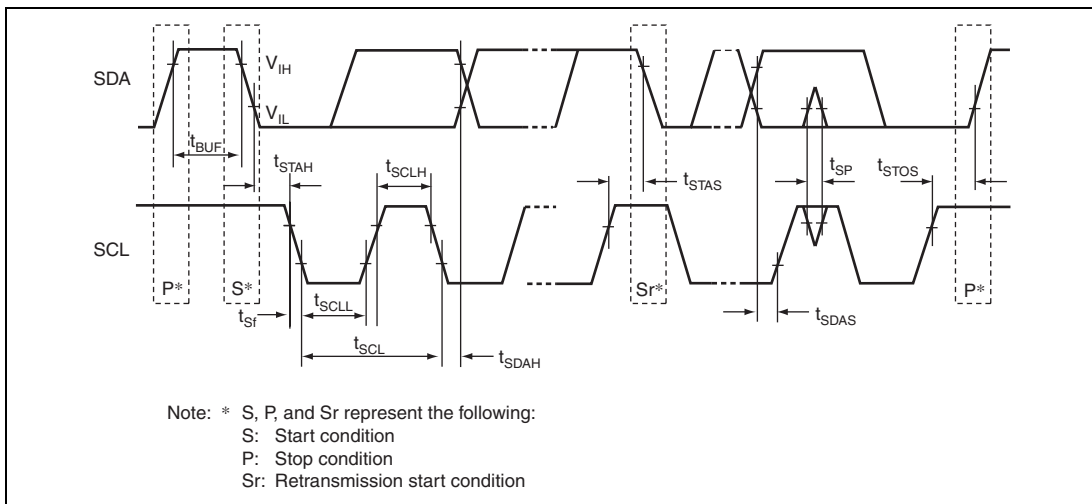 SDA
V_IH
V_IL
t_BUF
t_STAH
t_SCLH
t_STAS
t_SP
t_STOS
SCL
P*
S*
Sr*
P*
t_Sf
t_SCLL
t_SDAS
t_SCL
t_SDAH
Note: * S, P, and Sr represent the following:
S: Start condition
P: Stop condition
Sr: Retransmission start condition